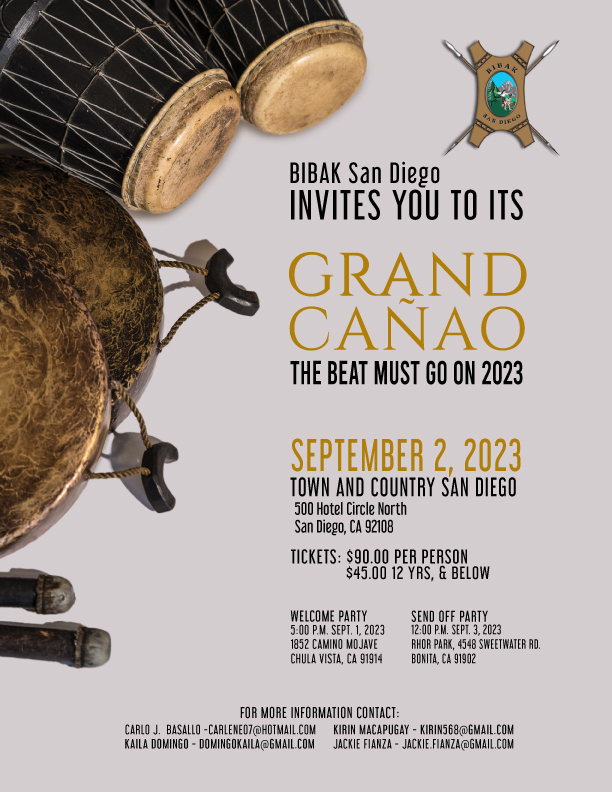 BIBAK
SAN DIEGO
BIBAK San Diego
INVITES YOU TO ITS
GRAND
CAÑAO
THE BEAT MUST GO ON 2023
SEPTEMBER 2, 2023
TOWN AND COUNTRY SAN DIEGO
500 Hotel Circle North
San Diego, CA 92108
TICKETS: $90.00 PER PERSON
$45.00 12 YRS, & BELOW
WELCOME PARTY
5:00 P.M. SEPT. 1, 2023
1852 CAMINO MOJAVE
CHULA VISTA, CA 91914
SEND OFF PARTY
12:00 P.M. SEPT. 3, 2023
RHOR PARK, 4548 SWEETWATER RD.
BONITA, CA 91902
FOR MORE INFORMATION CONTACT:
CARLO J. BASALLO -CARLENE07@HOTMAIL.COM
KAILA DOMINGO - DOMINGOKAILA@GMAIL.COM
KIRIN MACAPUGAY - KIRIN568@GMAIL.COM
JACKIE FIANZA - JACKIE.FIANZA@GMAIL.COM